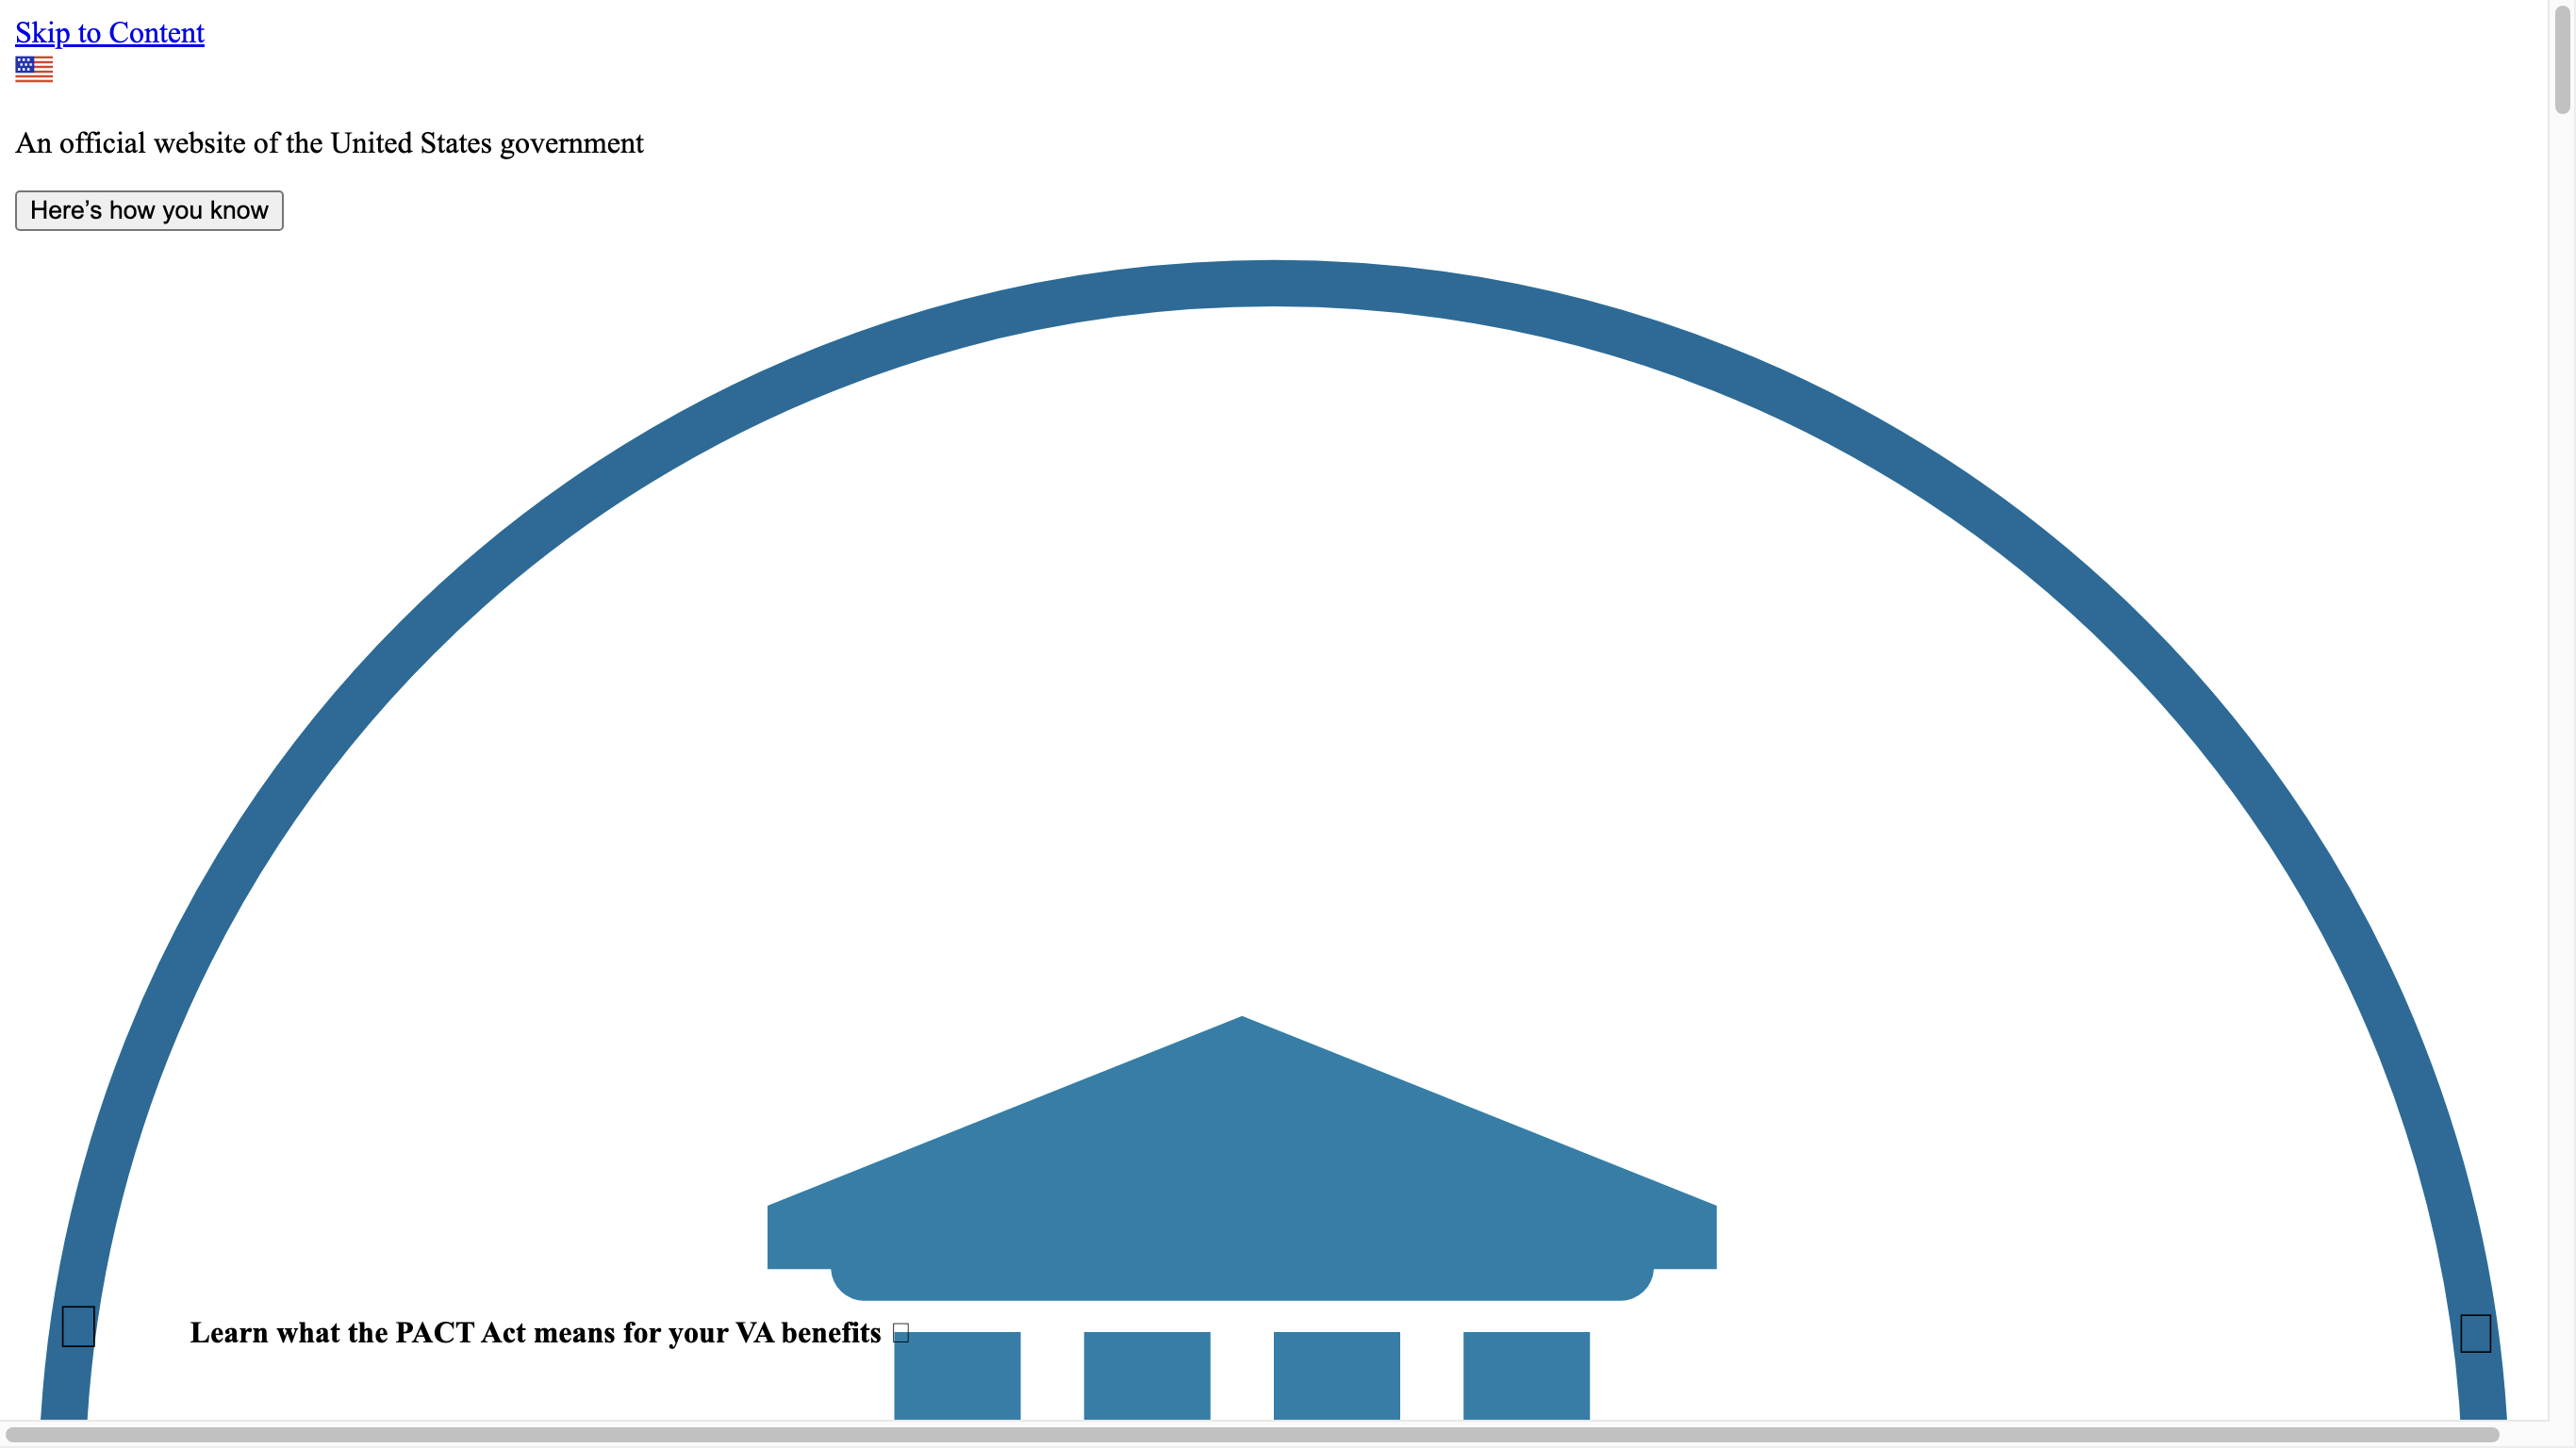 Skip to Content
An official website of the United States government
Here’s how you know
Learn what the PACT Act means for your VA benefits